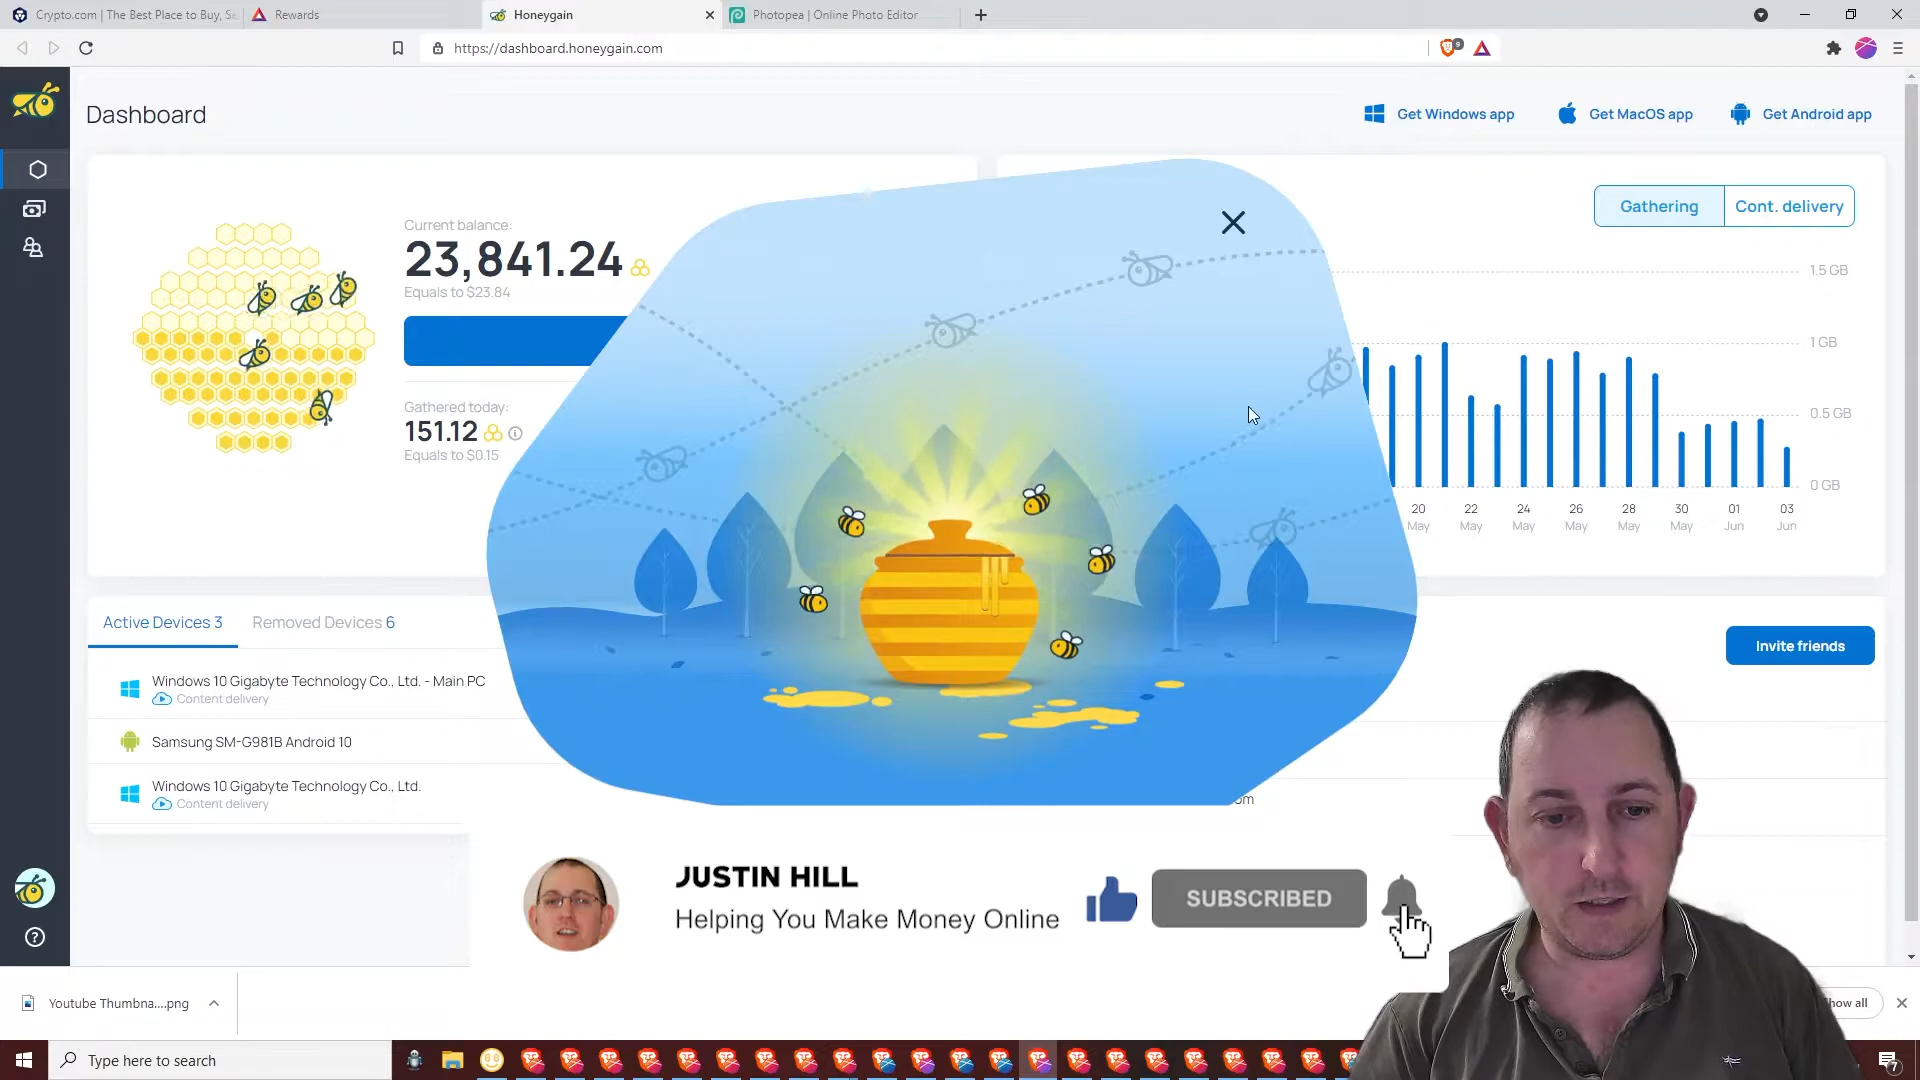 Crypto.com | The Best Place to Buy, Se
Rewards
Honeygain
Photopea | Online Photo Editor
https://dashboard.honeygain.com
9
Dashboard
Get Windows app
Get MacOS app
Get Android app
Current balance:
23,841.24
Equals to $23.84
Gathered today:
151.12
Equals to $0.15
Gathering
Cont. delivery
1.5 GB
1 GB
0.5 GB
0 GB
20 May
22 May
24 May
26 May
28 May
30 May
01 Jun
03 Jun
Active Devices 3
Removed Devices 6
Invite friends
Windows 10 Gigabyte Technology Co., Ltd. - Main PC
Content delivery
Samsung SM-G981B Android 10
Windows 10 Gigabyte Technology Co., Ltd.
Content delivery
om
JUSTIN HILL
Helping You Make Money Online
SUBSCRIBED
Youtube Thumbna....png
how all
Type here to search
7